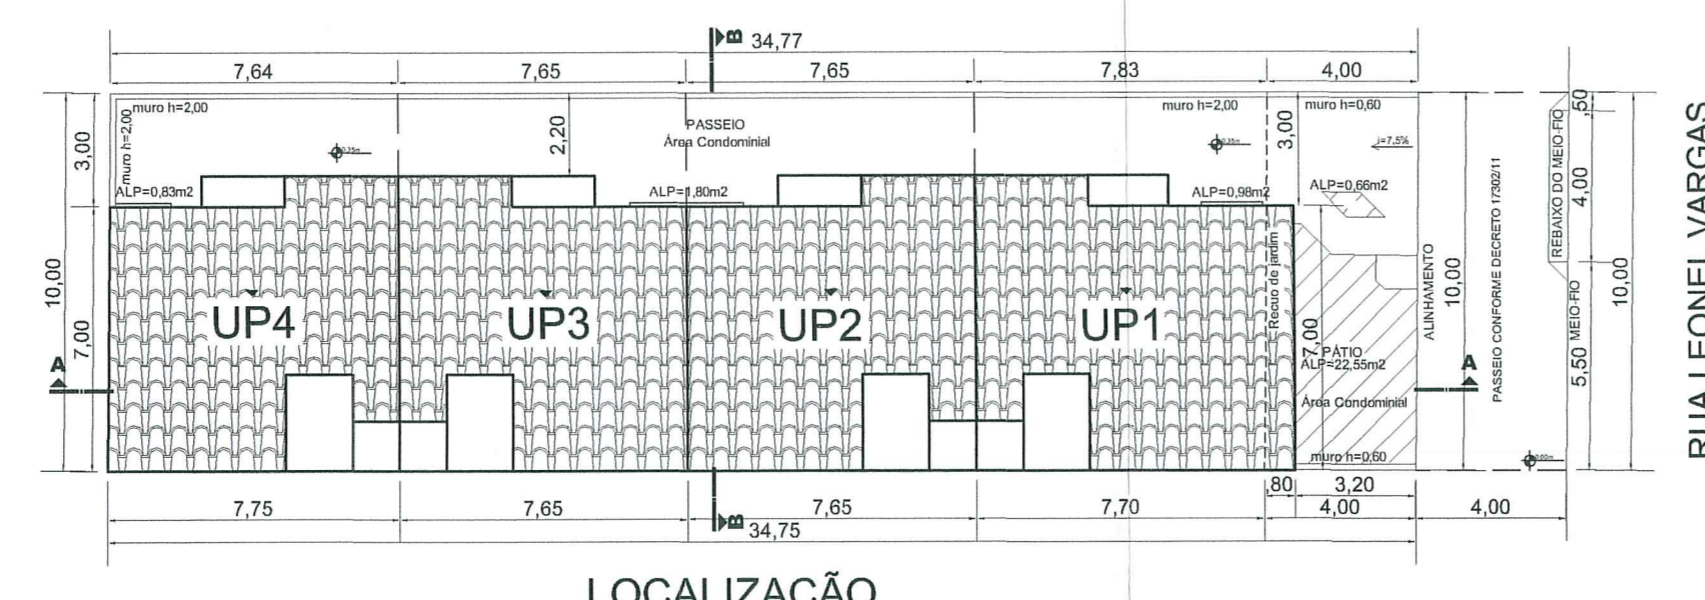 B 34,77
7,64 7,65 7,65 7,83 4,00
muro h=2,00
muro h=2,00
muro h=2,00
muro h=0,60
PASSEIO
Área Condominial
2,20
3,00
3,00
i=7,5%
ALP=0,83m2
ALP=1,80m2
ALP=0,98m2
ALP=0,66m2
10,00
7,00
UP4 UP3 UP2 UP1
Recuo de jardim
7,00
PÁTIO
ALP=22,55m2
Área Condominial
muro h=0,60
A
A
ALINHAMENTO
10,00
PASSEIO CONFORME DECRETO 17302/11
REBAIXO DO MEIO-FIO
,50
4,00
5,50 MEIO-FIO
10,00
RUA LEONEL VARGAS
,80 3,20
7,75 7,65 7,65 7,70 4,00 4,00
B 34,75
LOCALIZAÇÃO